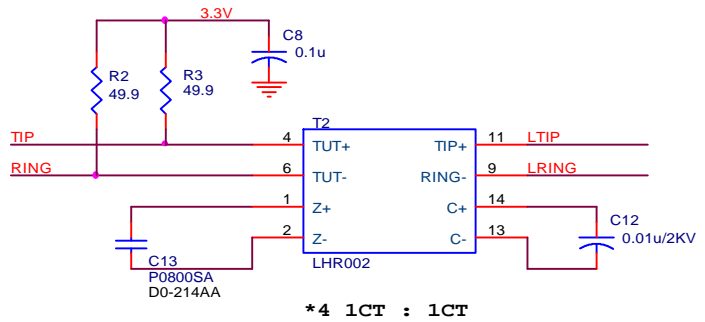 3.3V
C8
0.1u
R2
49.9
R3
49.9
T2
TIP
4
TUT+
TIP+
11
LTIP
RING
6
TUT-
RING-
9
LRING
1
Z+
C+
14
2
Z-
C-
13
C12
0.01u/2KV
C13
P0800SA
D0-214AA
LHR002
*4 1CT : 1CT